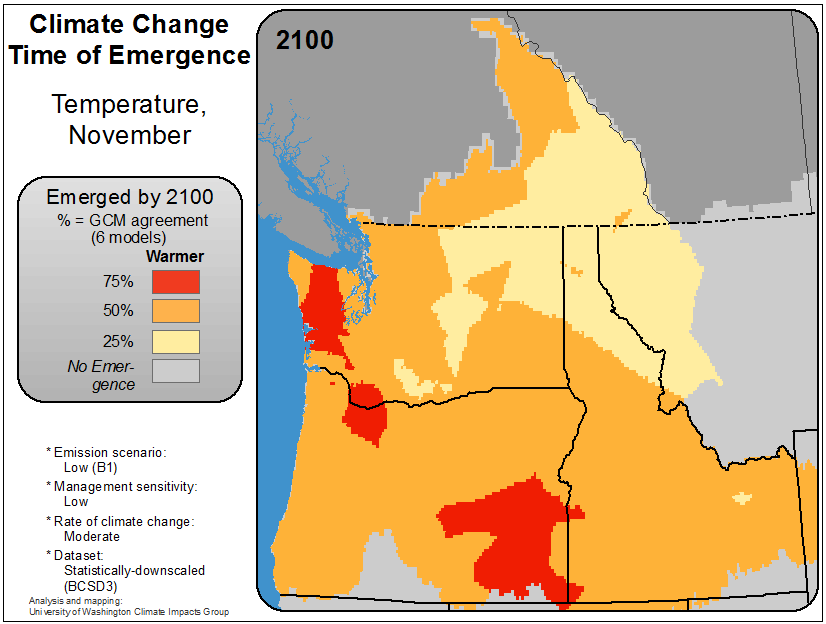 Climate Change
Time of Emergence
Temperature,
November
Emerged by 2100
% = GCM agreement
(6 models)
Warmer
75%
50%
25%
No Emer-
gence
* Emission scenario:
Low (B1)
* Management sensitivity:
Low
* Rate of climate change:
Moderate
* Dataset:
Statistically-downscaled
(BCSD3)
Analysis and mapping:
University of Washington Climate Impacts Group
2100